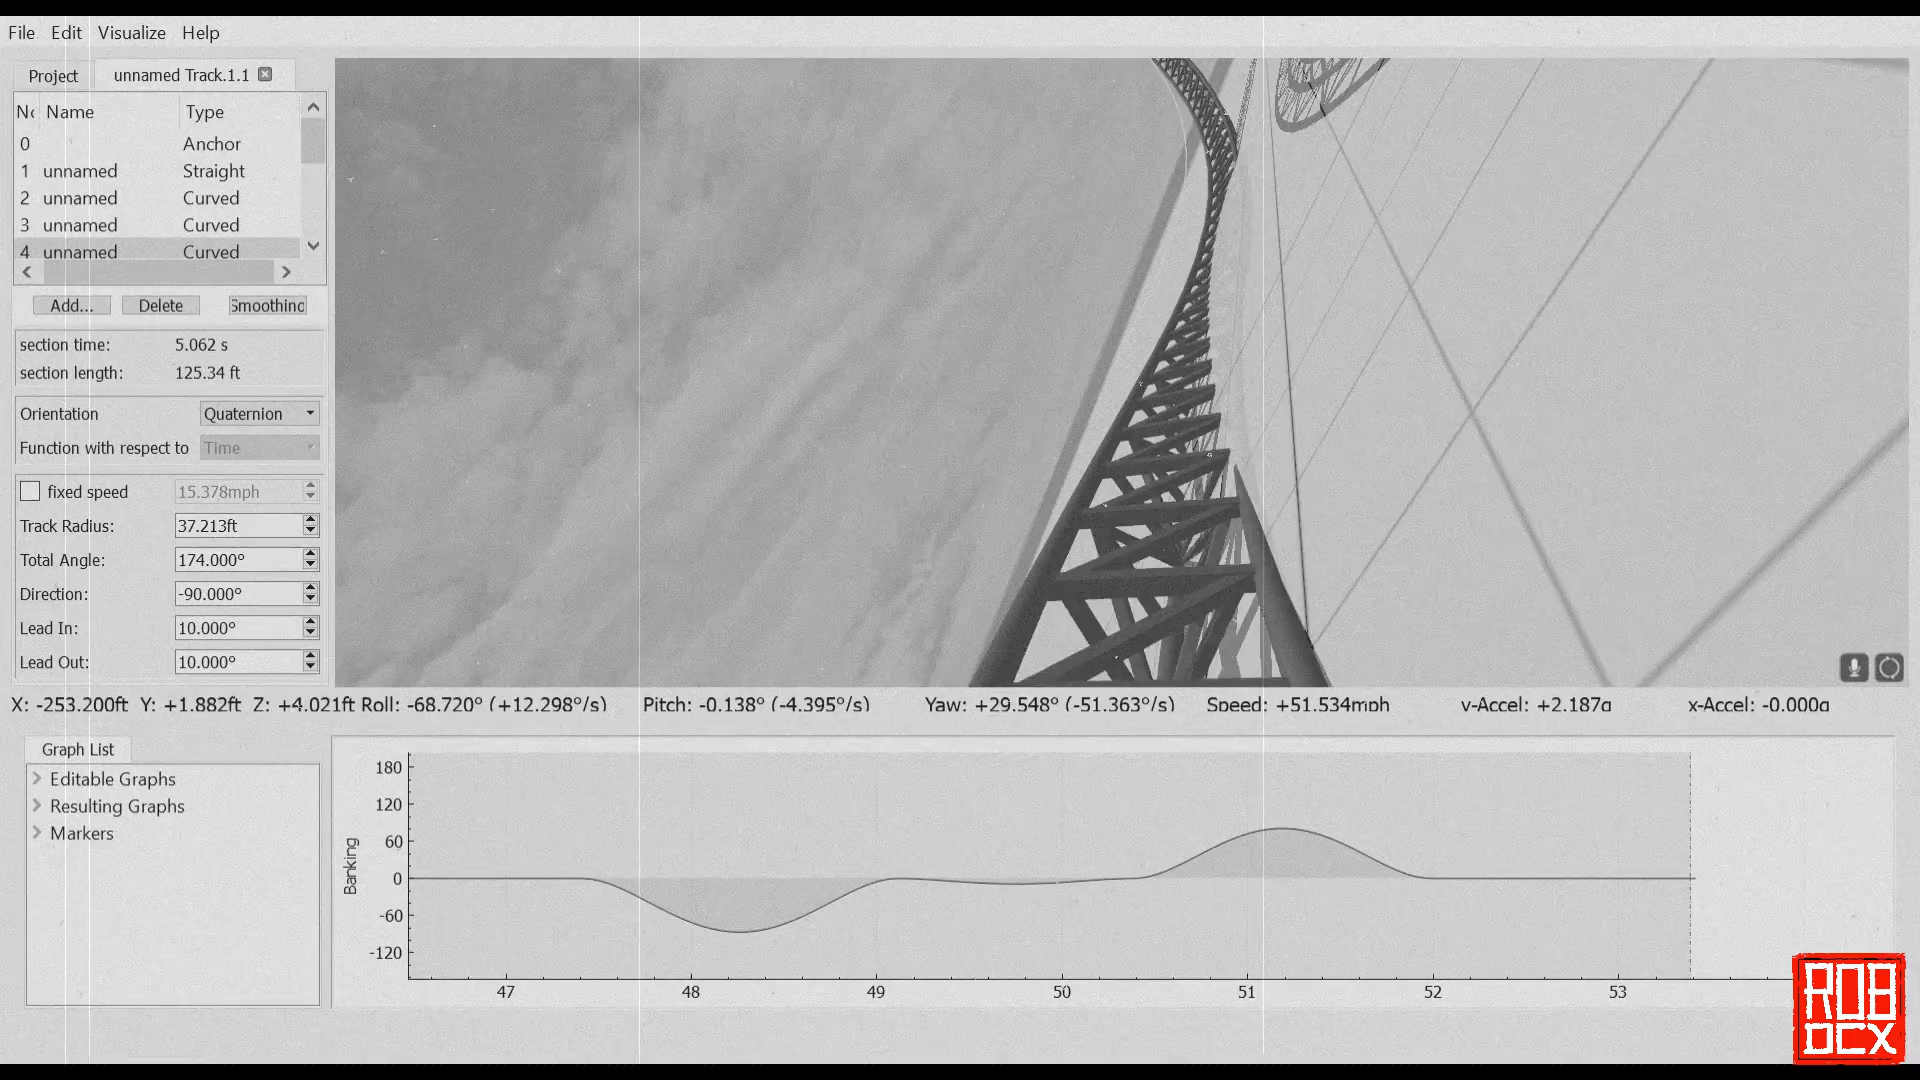 File Edit Visualize Help
Project unnamed Track.1.1
No Name Type
0 Anchor
1 unnamed Straight
2 unnamed Curved
3 unnamed Curved
4 unnamed Curved
Add... Delete Smoothing
section time: 5.062 s
section length: 125.34 ft
Orientation Quaternion
Function with respect to Time
fixed speed 15.378mph
Track Radius: 37.213ft
Total Angle: 174.000°
Direction: -90.000°
Lead In: 10.000°
Lead Out: 10.000°
X: -253.200ft Y: +1.882ft Z: +4.021ft Roll: -68.720° (+12.298°/s) Pitch: -0.138° (-4.395°/s) Yaw: +29.548° (-51.363°/s) Speed: +51.534mph y-Accel: +2.187g x-Accel: -0.000g
Graph List
Editable Graphs
Resulting Graphs
Markers
Banking
180
120
60
0
-60
-120
47 48 49 50 51 52 53
ROB
OCX